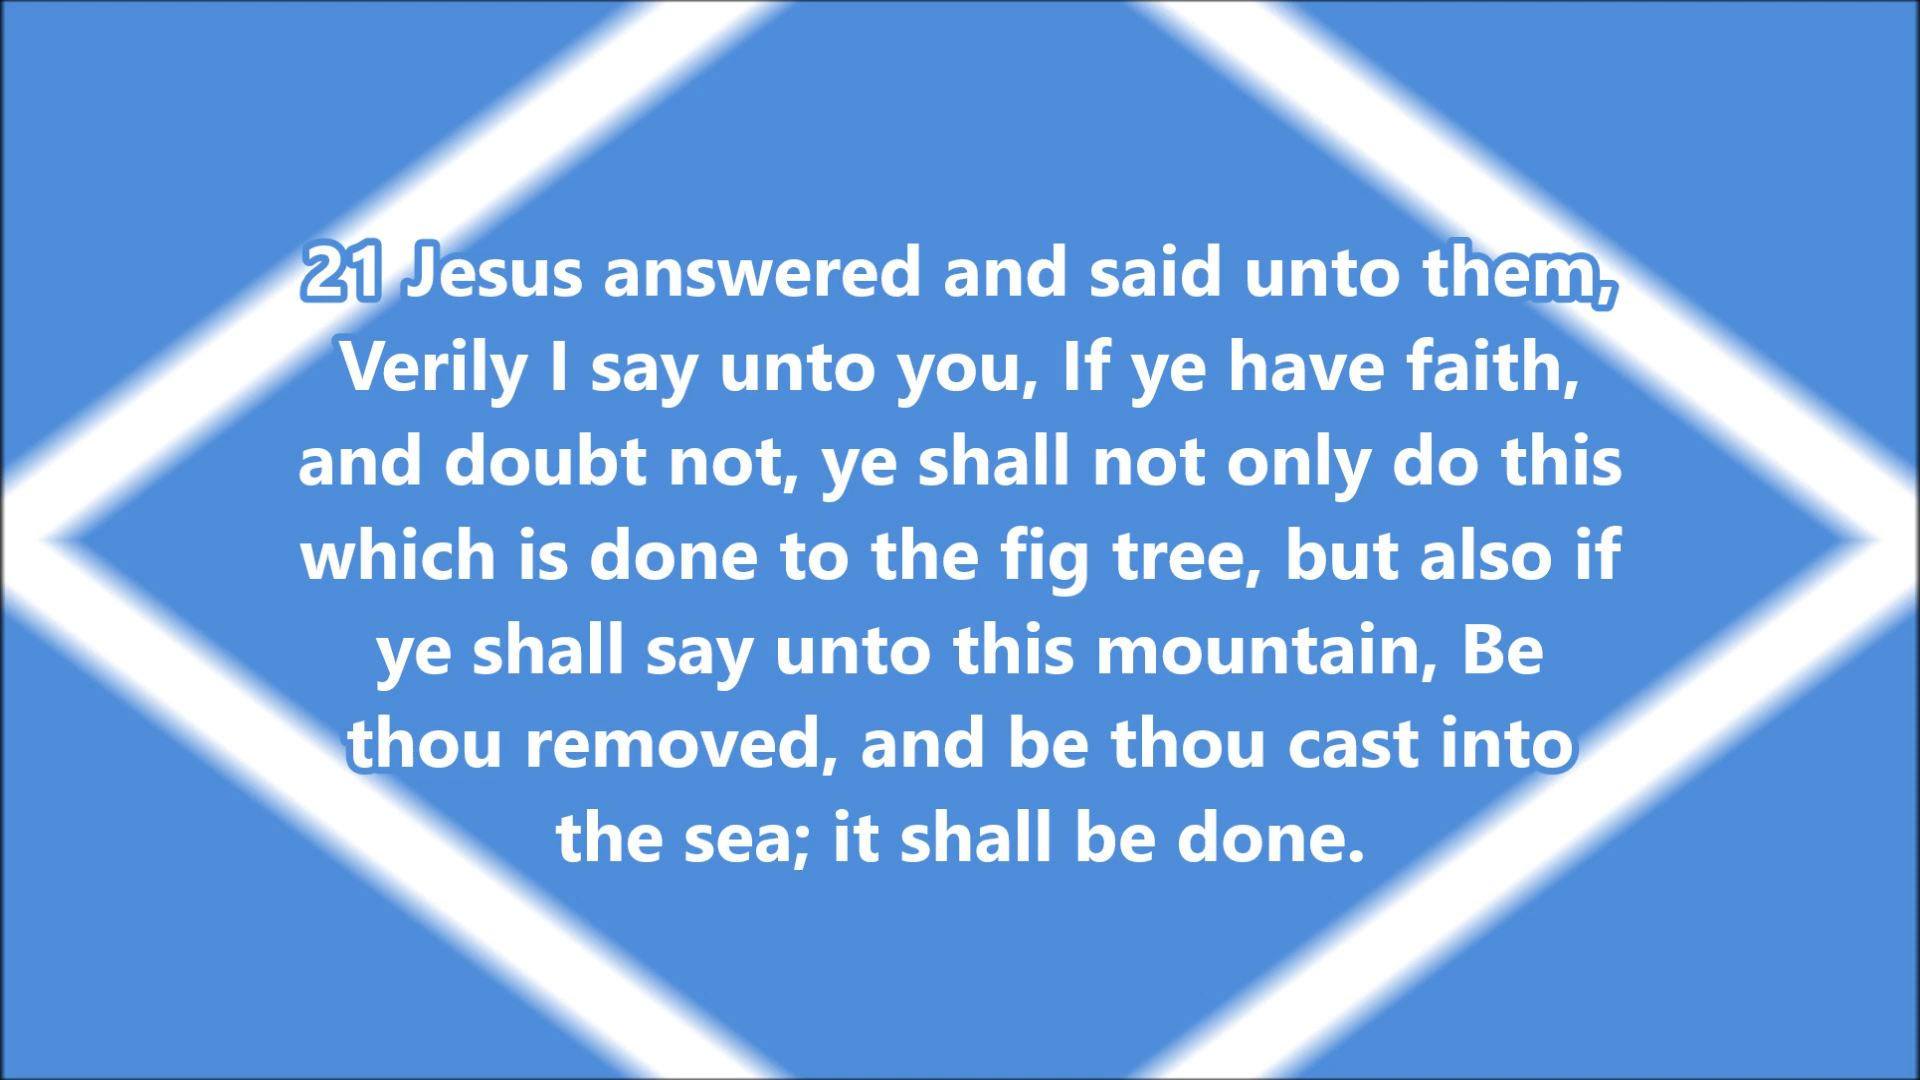 21 Jesus answered and said unto them,
Verily I say unto you, If ye have faith,
and doubt not, ye shall not only do this
which is done to the fig tree, but also if
ye shall say unto this mountain, Be
thou removed, and be thou cast into
the sea; it shall be done.